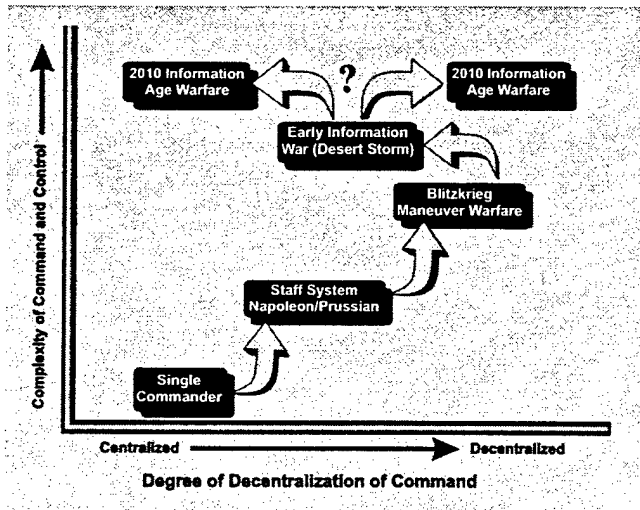 2010 Information
Age Warfare
?
2010 Information
Age Warfare
Early Information
War (Desert Storm)
Blitzkrieg
Maneuver Warfare
Staff System
Napoleon/Prussian
Single
Commander
Complexity of Command and Control
Centralized
Decentralized
Degree of Decentralization of Command